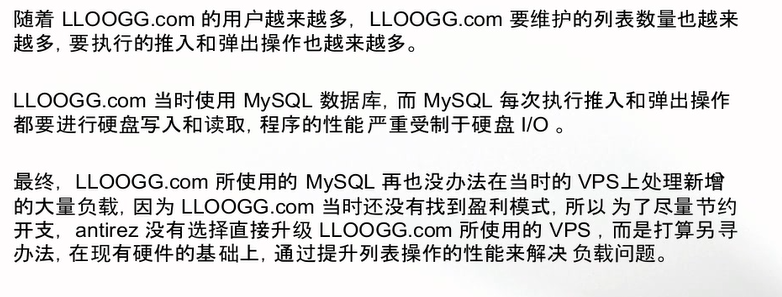 随着 LLOOGG.com 的用户越来越多, LLOOGG.com 要维护的列表数量也越来
越多, 要执行的推入和弹出操作也越来越多。
LLOOGG.com 当时使用 MySQL 数据库, 而 MySQL 每次执行推入和弹出操作
都要进行硬盘写入和读取, 程序的性能严重受制于硬盘 I/O 。
最终, LLOOGG.com 所使用的 MySQL 再也没办法在当时的 VPS上处理新增
的大量负载, 因为 LLOOGG.com 当时还没有找到盈利模式, 所以 为了尽量节约
开支, antirez 没有选择直接升级 LLOOGG.com 所使用的 VPS , 而是打算另寻
办法, 在现有硬件的基础上, 通过提升列表操作的性能来解决 负载问题。